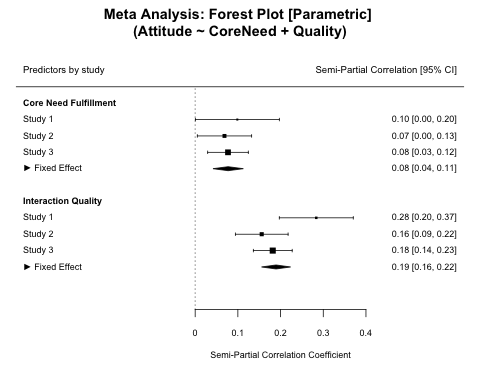 Meta Analysis: Forest Plot [Parametric]
(Attitude ~ CoreNeed + Quality)
Predictors by study Semi-Partial Correlation [95% CI]
Core Need Fulfillment
Study 1 0.10 [0.00, 0.20]
Study 2 0.07 [0.00, 0.13]
Study 3 0.08 [0.03, 0.12]
► Fixed Effect 0.08 [0.04, 0.11]
Interaction Quality
Study 1 0.28 [0.20, 0.37]
Study 2 0.16 [0.09, 0.22]
Study 3 0.18 [0.14, 0.23]
► Fixed Effect 0.19 [0.16, 0.22]
0 0.1 0.2 0.3 0.4
Semi-Partial Correlation Coefficient